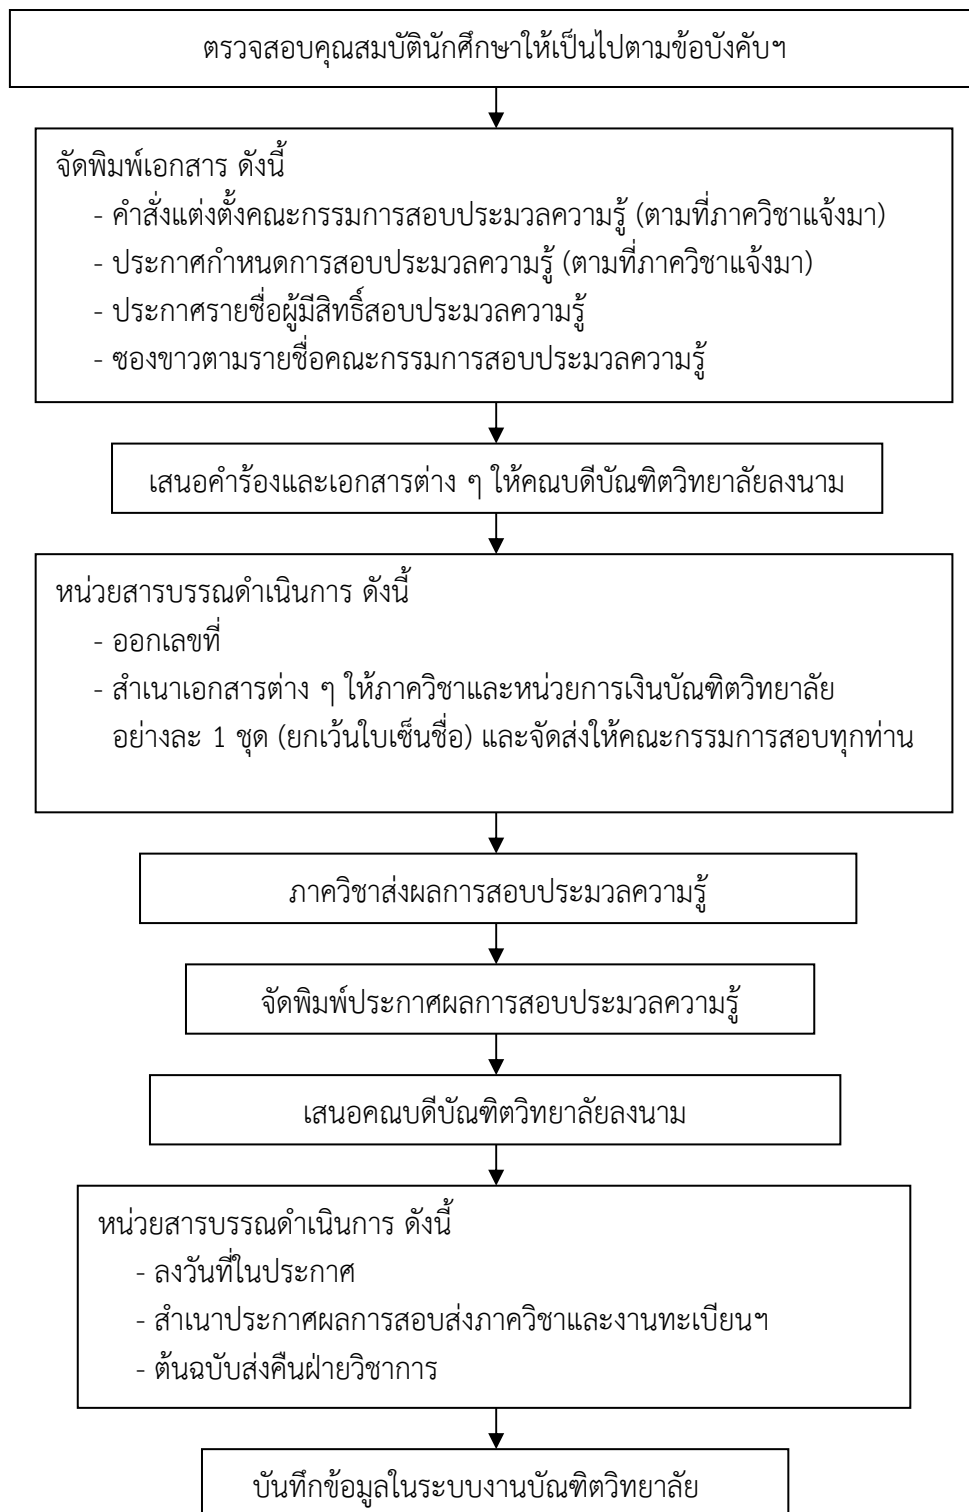 ตรวจสอบคุณสมบัตินักศึกษาให้เป็นไปตามข้อบังคับฯ
จัดพิมพ์เอกสาร ดังนี้
- คำสั่งแต่งตั้งคณะกรรมการสอบประมวลความรู้ (ตามที่ภาควิชาแจ้งมา)
- ประกาศกำหนดการสอบประมวลความรู้ (ตามที่ภาควิชาแจ้งมา)
- ประกาศรายชื่อผู้มีสิทธิ์สอบประมวลความรู้
- ซองขาวตามรายชื่อคณะกรรมการสอบประมวลความรู้
เสนอคำร้องและเอกสารต่าง ๆ ให้คณบดีบัณฑิตวิทยาลัยลงนาม
หน่วยสารบรรณดำเนินการ ดังนี้
- ออกเลขที่
- สำเนาเอกสารต่าง ๆ ให้ภาควิชาและหน่วยการเงินบัณฑิตวิทยาลัย
อย่างละ 1 ชุด (ยกเว้นใบเซ็นชื่อ) และจัดส่งให้คณะกรรมการสอบทุกท่าน
ภาควิชาส่งผลการสอบประมวลความรู้
จัดพิมพ์ประกาศผลการสอบประมวลความรู้
เสนอคณบดีบัณฑิตวิทยาลัยลงนาม
หน่วยสารบรรณดำเนินการ ดังนี้
- ลงวันที่ในประกาศ
- สำเนาประกาศผลการสอบส่งภาควิชาและงานทะเบียนฯ
- ต้นฉบับส่งคืนฝ่ายวิชาการ
บันทึกข้อมูลในระบบงานบัณฑิตวิทยาลัย